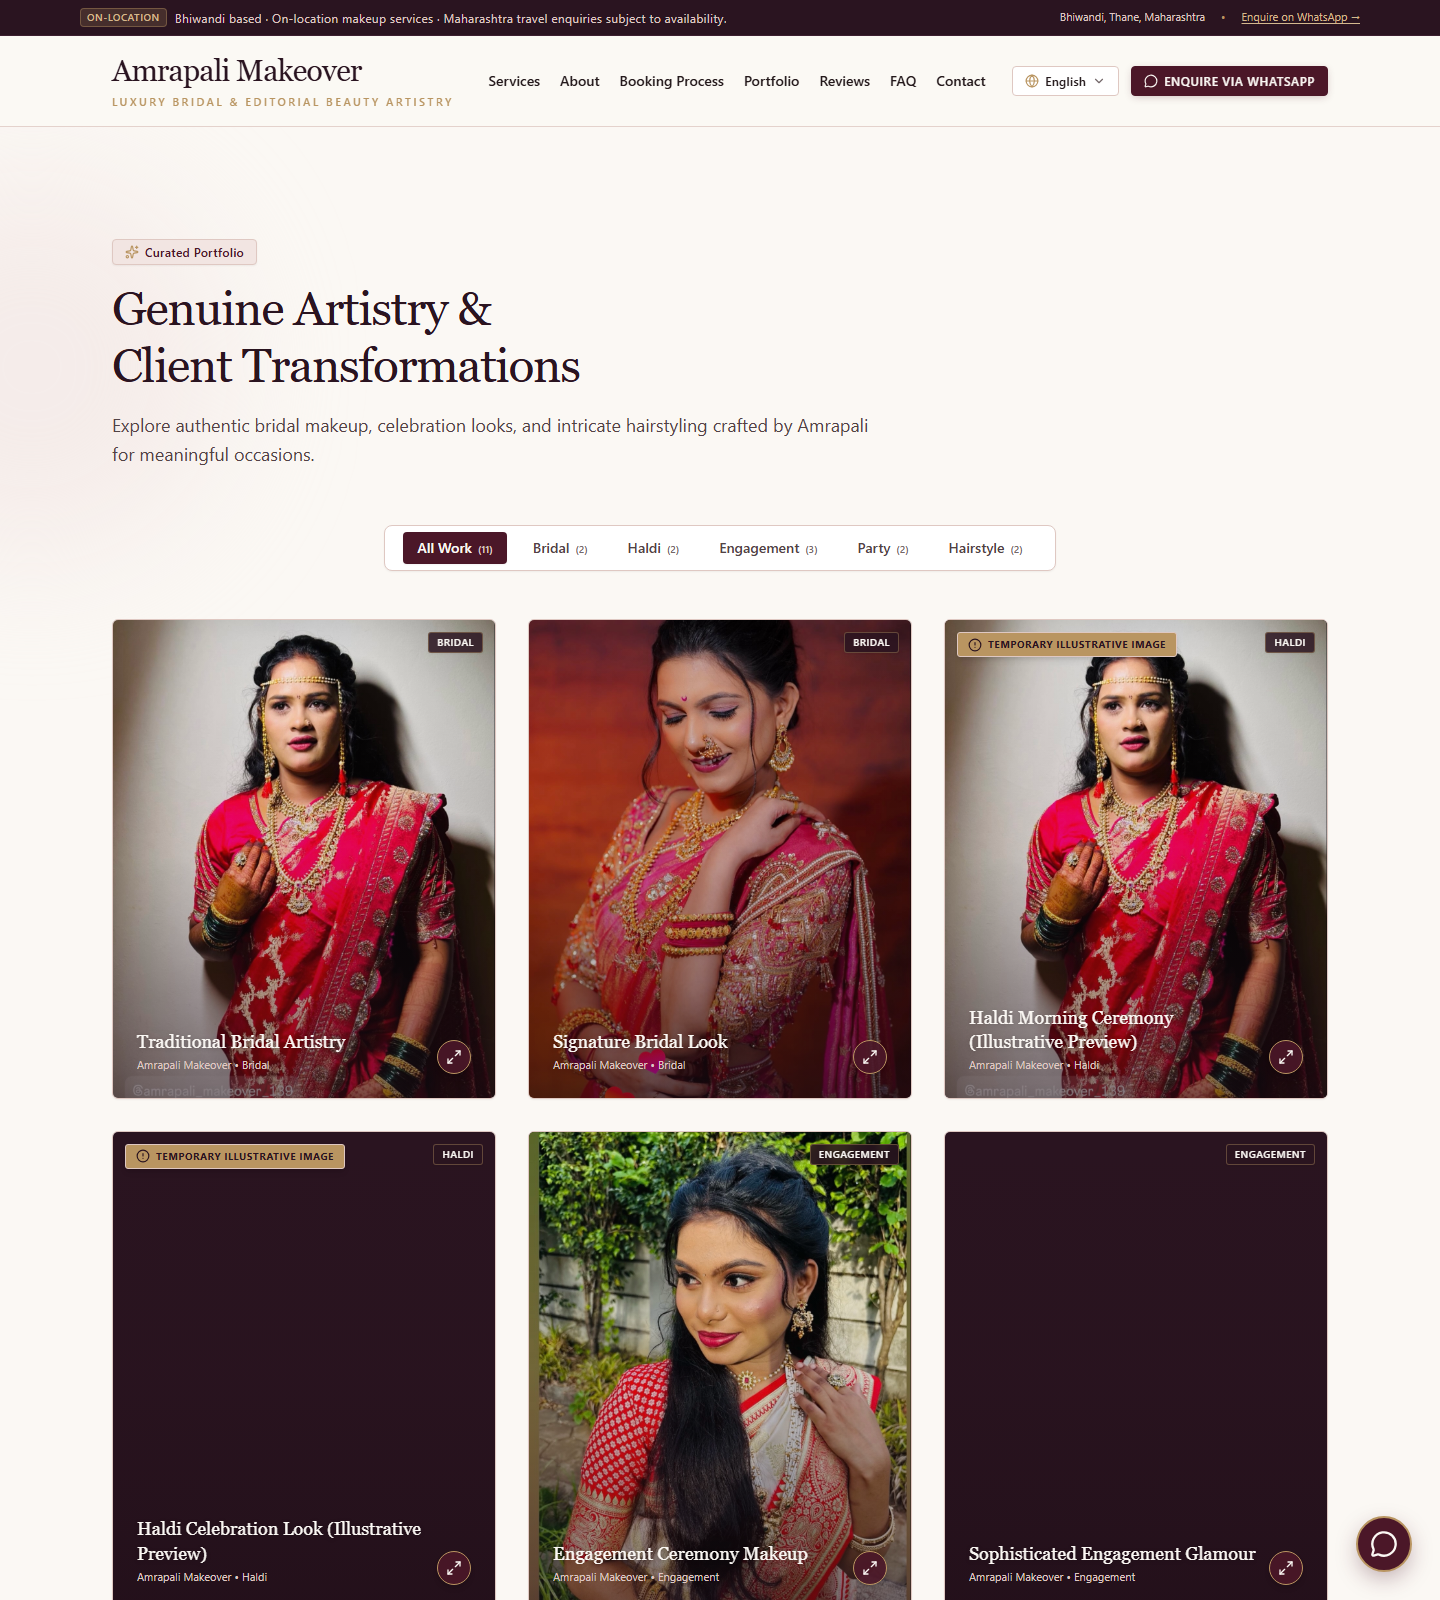 ON-LOCATION Bhiwandi based · On-location makeup services · Maharashtra travel enquiries subject to availability. Bhiwandi, Thane, Maharashtra • Enquire on WhatsApp →
Amrapali Makeover
LUXURY BRIDAL & EDITORIAL BEAUTY ARTISTRY
Services About Booking Process Portfolio Reviews FAQ Contact English ENQUIRE VIA WHATSAPP
Curated Portfolio
Genuine Artistry &
Client Transformations
Explore authentic bridal makeup, celebration looks, and intricate hairstyling crafted by Amrapali
for meaningful occasions.
All Work (11) Bridal (2) Haldi (2) Engagement (3) Party (2) Hairstyle (2)
BRIDAL
Traditional Bridal Artistry
Amrapali Makeover • Bridal
@amrapali_makeover_139
BRIDAL
Signature Bridal Look
Amrapali Makeover • Bridal
TEMPORARY ILLUSTRATIVE IMAGE HALDI
Haldi Morning Ceremony
(Illustrative Preview)
Amrapali Makeover • Haldi
@amrapali_makeover_139
TEMPORARY ILLUSTRATIVE IMAGE HALDI
Haldi Celebration Look (Illustrative
Preview)
Amrapali Makeover • Haldi
ENGAGEMENT
Engagement Ceremony Makeup
Amrapali Makeover • Engagement
ENGAGEMENT
Sophisticated Engagement Glamour
Amrapali Makeover • Engagement